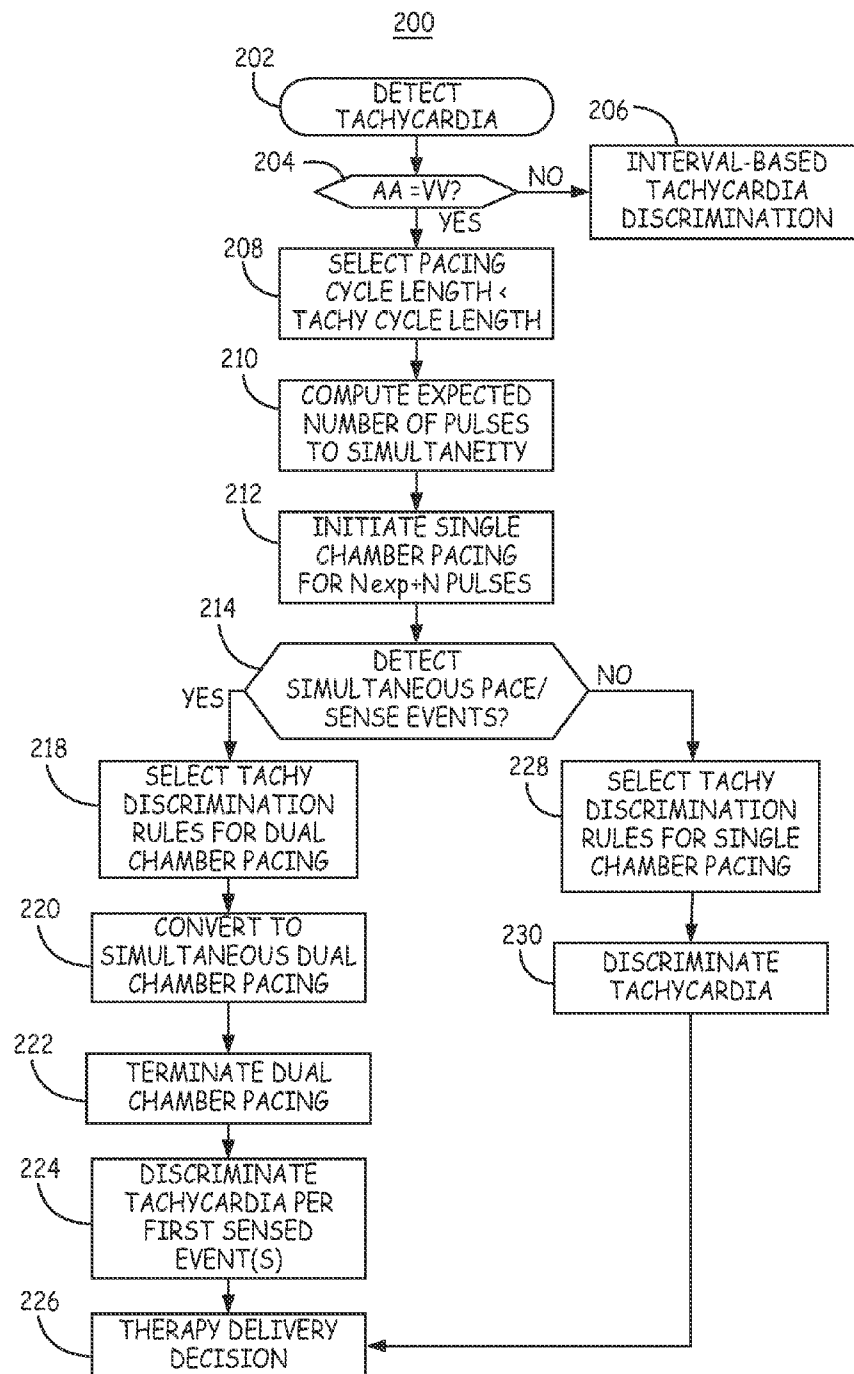 200
202
DETECT
TACHYCARDIA
204
AA =VV?
NO
206
INTERVAL-BASED
TACHYCARDIA
DISCRIMINATION
YES
208
SELECT PACING
CYCLE LENGTH <
TACHY CYCLE LENGTH
210
COMPUTE EXPECTED
NUMBER OF PULSES
TO SIMULTANEITY
212
INITIATE SINGLE
CHAMBER PACING
FOR Nexp+N PULSES
214
DETECT
SIMULTANEOUS PACE/
SENSE EVENTS?
YES
NO
218
SELECT TACHY
DISCRIMINATION
RULES FOR DUAL
CHAMBER PACING
228
SELECT TACHY
DISCRIMINATION
RULES FOR SINGLE
CHAMBER PACING
220
CONVERT TO
SIMULTANEOUS DUAL
CHAMBER PACING
230
DISCRIMINATE
TACHYCARDIA
222
TERMINATE DUAL
CHAMBER PACING
224
DISCRIMINATE
TACHYCARDIA PER
FIRST SENSED
EVENT(S)
226
THERAPY DELIVERY
DECISION